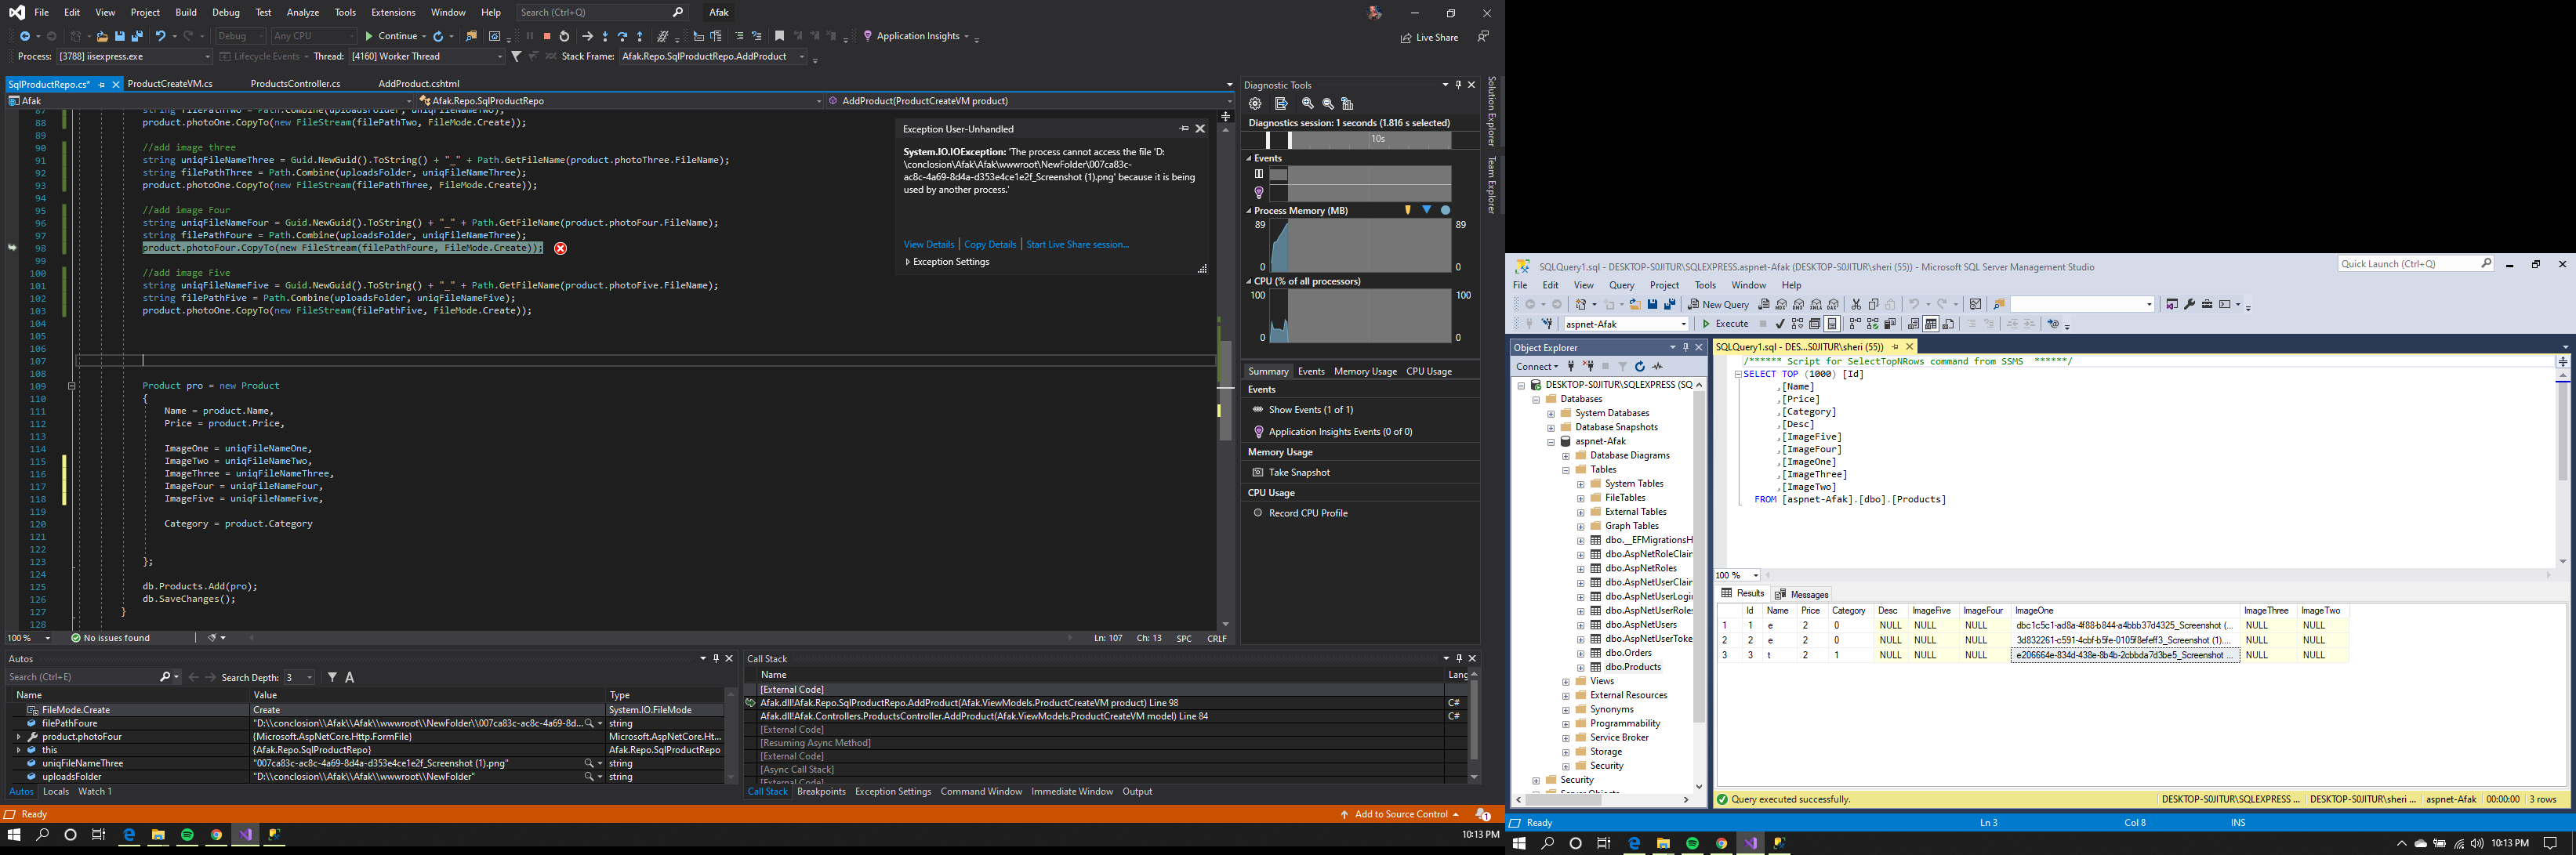 File Edit View Project Build Debug Test Analyze Tools Extensions Window Help Search (Ctrl+Q) Afak
Debug Any CPU Continue Application Insights Live Share
Process: [3788] iisexpress.exe Lifecycle Events Thread: [4160] Worker Thread Stack Frame: Afak.Repo.SqlProductRepo.AddProduct
SqlProductRepo.cs* ProductCreateVM.cs ProductsController.cs AddProduct.cshtml
Afak Afak.Repo.SqlProductRepo AddProduct(ProductCreateVM product)
87 string filePathTwo = Path.Combine(uploadsFolder, uniqFileNameTwo);
88 product.photoOne.CopyTo(new FileStream(filePathTwo, FileMode.Create));
89
90 //add image three
91 string uniqFileNameThree = Guid.NewGuid().ToString() + "_" + Path.GetFileName(product.photoThree.FileName);
92 string filePathThree = Path.Combine(uploadsFolder, uniqFileNameThree);
93 product.photoOne.CopyTo(new FileStream(filePathThree, FileMode.Create));
94
95 //add image Four
96 string uniqFileNameFour = Guid.NewGuid().ToString() + "_" + Path.GetFileName(product.photoFour.FileName);
97 string filePathFoure = Path.Combine(uploadsFolder, uniqFileNameThree);
98 product.photoFour.CopyTo(new FileStream(filePathFoure, FileMode.Create));
99
100 //add image Five
101 string uniqFileNameFive = Guid.NewGuid().ToString() + "_" + Path.GetFileName(product.photoFive.FileName);
102 string filePathFive = Path.Combine(uploadsFolder, uniqFileNameFive);
103 product.photoOne.CopyTo(new FileStream(filePathFive, FileMode.Create));
104
105
106
107
108
109 Product pro = new Product
110 {
111 Name = product.Name,
112 Price = product.Price,
113
114 ImageOne = uniqFileNameOne,
115 ImageTwo = uniqFileNameTwo,
116 ImageThree = uniqFileNameThree,
117 ImageFour = uniqFileNameFour,
118 ImageFive = uniqFileNameFive,
119
120 Category = product.Category
121
122
123 };
124
125 db.Products.Add(pro);
126 db.SaveChanges();
127 }
128
Exception User-Unhandled
System.IO.IOException: 'The process cannot access the file 'D:
\conclosion\Afak\Afak\wwwroot\NewFolder\007ca83c-
ac8c-4a69-8d4a-d353e4ce1e2f_Screenshot (1).png' because it is being
used by another process.'
View Details | Copy Details | Start Live Share session...
Exception Settings
100 % No issues found Ln: 107 Ch: 13 SPC CRLF
Diagnostic Tools
Diagnostics session: 1 seconds (1.816 s selected)
10s
Events
Process Memory (MB)
89 89
0 0
CPU (% of all processors)
100 100
0 0
Summary Events Memory Usage CPU Usage
Events
Show Events (1 of 1)
Application Insights Events (0 of 0)
Memory Usage
Take Snapshot
CPU Usage
Record CPU Profile
Solution Explorer
Team Explorer
Autos
Search (Ctrl+E) Search Depth: 3
Name Value Type
FileMode.Create Create System.IO.FileMode
filePathFoure "D:\\conclosion\\Afak\\Afak\\wwwroot\\NewFolder\\007ca83c-ac8c-4a69-8d... string
product.photoFour {Microsoft.AspNetCore.Http.FormFile} Microsoft.AspNetCore.Ht...
this {Afak.Repo.SqlProductRepo} Afak.Repo.SqlProductRepo
uniqFileNameThree "007ca83c-ac8c-4a69-8d4a-d353e4ce1e2f_Screenshot (1).png" string
uploadsFolder "D:\\conclosion\\Afak\\Afak\\wwwroot\\NewFolder" string
Autos Locals Watch 1
Call Stack
Name Lang
[External Code]
Afak.dll!Afak.Repo.SqlProductRepo.AddProduct(Afak.ViewModels.ProductCreateVM product) Line 98 C#
Afak.dll!Afak.Controllers.ProductsController.AddProduct(Afak.ViewModels.ProductCreateVM model) Line 84 C#
[External Code]
[Resuming Async Method]
[External Code]
[Async Call Stack]
[External Code]
Call Stack Breakpoints Exception Settings Command Window Immediate Window Output
Ready Add to Source Control 1
10:13 PM
SQLQuery1.sql - DESKTOP-S0JITUR\SQLEXPRESS.aspnet-Afak (DESKTOP-S0JITUR\sheri (55)) - Microsoft SQL Server Management Studio Quick Launch (Ctrl+Q)
File Edit View Query Project Tools Window Help
New Query
aspnet-Afak Execute
Object Explorer
Connect
DESKTOP-S0JITUR\SQLEXPRESS (SQ
Databases
System Databases
Database Snapshots
aspnet-Afak
Database Diagrams
Tables
System Tables
FileTables
External Tables
Graph Tables
dbo.__EFMigrationsH
dbo.AspNetRoleClair
dbo.AspNetRoles
dbo.AspNetUserClair
dbo.AspNetUserLogi
dbo.AspNetUserRole
dbo.AspNetUsers
dbo.AspNetUserToke
dbo.Orders
dbo.Products
Views
External Resources
Synonyms
Programmability
Service Broker
Storage
Security
Security
Server Objects
SQLQuery1.sql - DES...S0JITUR\sheri (55))
/****** Script for SelectTopNRows command from SSMS ******/
SELECT TOP (1000) [Id]
,[Name]
,[Price]
,[Category]
,[Desc]
,[ImageFive]
,[ImageFour]
,[ImageOne]
,[ImageThree]
,[ImageTwo]
FROM [aspnet-Afak].[dbo].[Products]
100 %
Results Messages
Id Name Price Category Desc ImageFive ImageFour ImageOne ImageThree ImageTwo
1 1 e 2 0 NULL NULL NULL dbc1c5c1-ad8a-4f88-b844-a4bbb37d4325_Screenshot (... NULL NULL
2 2 e 2 0 NULL NULL NULL 3d832261-c591-4cbf-b5fe-0105f8efeff3_Screenshot (1).... NULL NULL
3 3 t 2 1 NULL NULL NULL e206664e-834d-438e-8b4b-2cbbda7d3be5_Screenshot ... NULL NULL
Query executed successfully. DESKTOP-S0JITUR\SQLEXPRESS ... DESKTOP-S0JITUR\sheri ... aspnet-Afak 00:00:00 3 rows
Ready Ln 3 Col 8 INS
10:13 PM